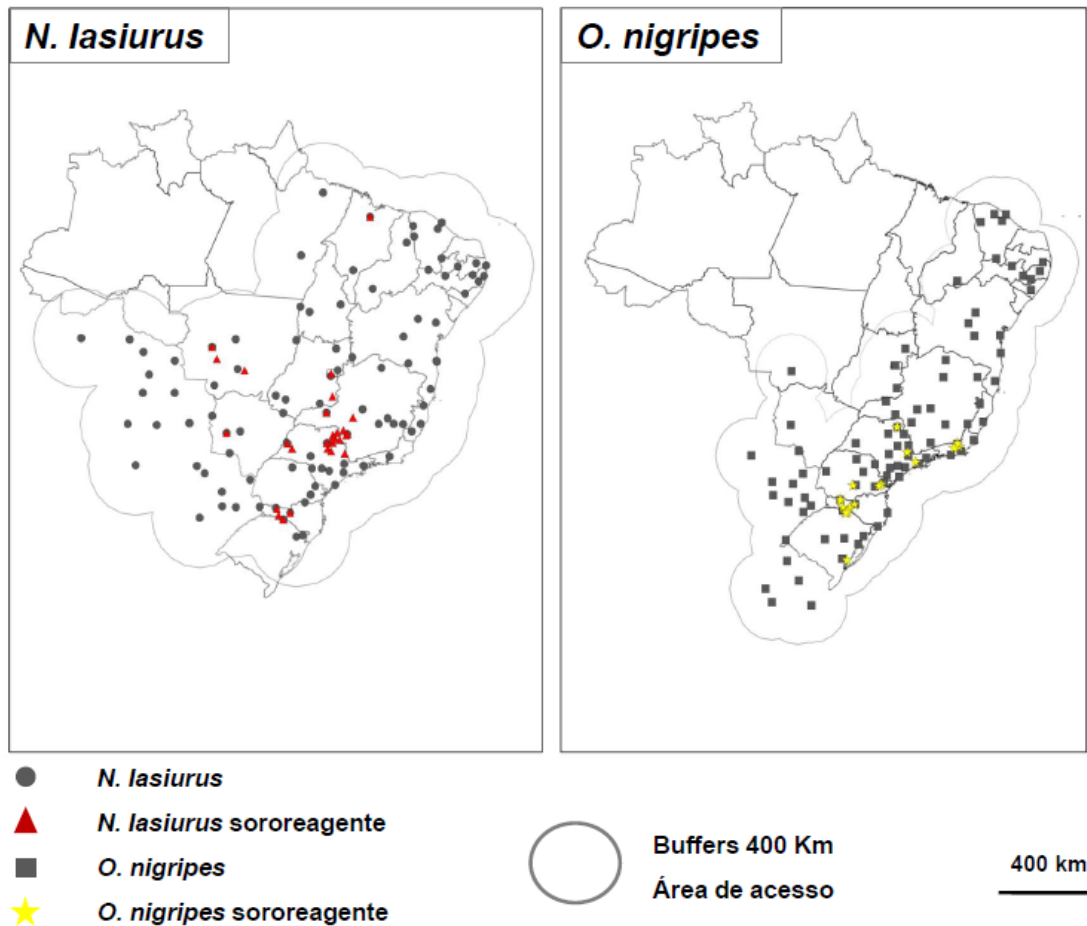 N. lasiurus
O. nigripes
N. lasiurus
N. lasiurus sororeagente
O. nigripes
O. nigripes sororeagente
Buffers 400 Km
Área de acesso
400 km